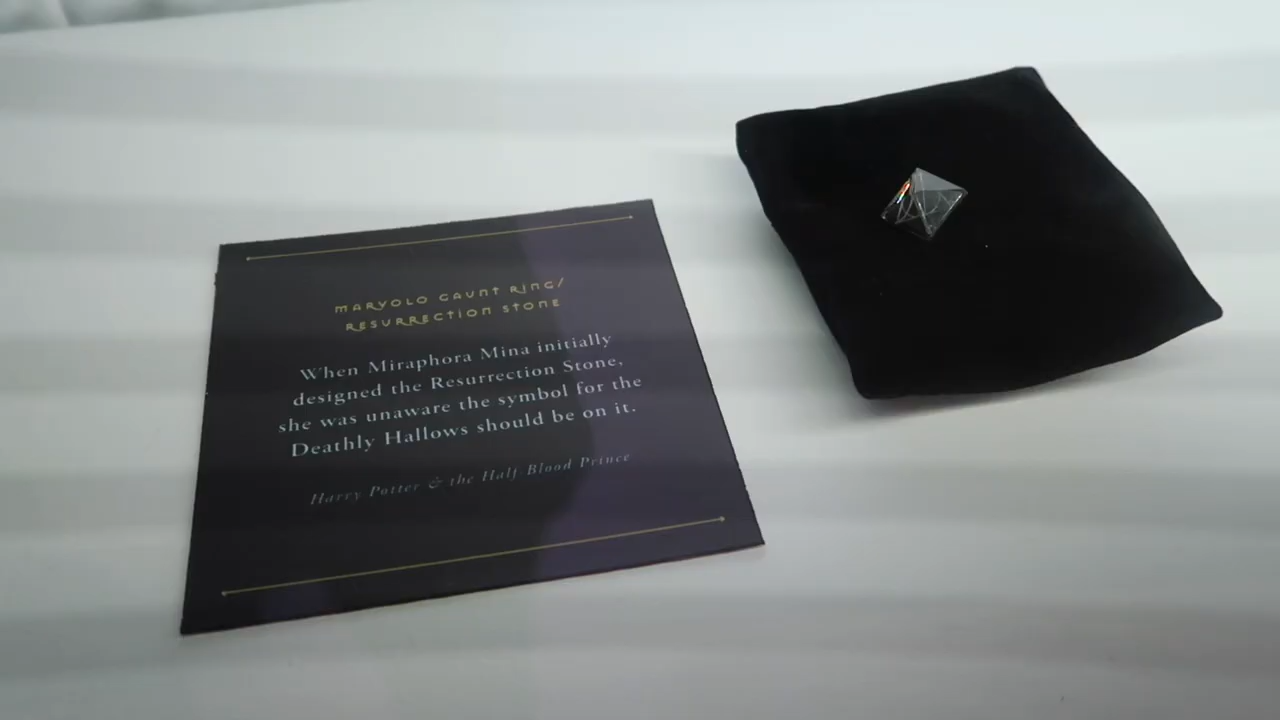 MARVOLO GAUNT RING/
RESURRECTION STONE
When Miraphora Mina initially
designed the Resurrection Stone,
she was unaware the symbol for the
Deathly Hallows should be on it.
Harry Potter & the Half-Blood Prince